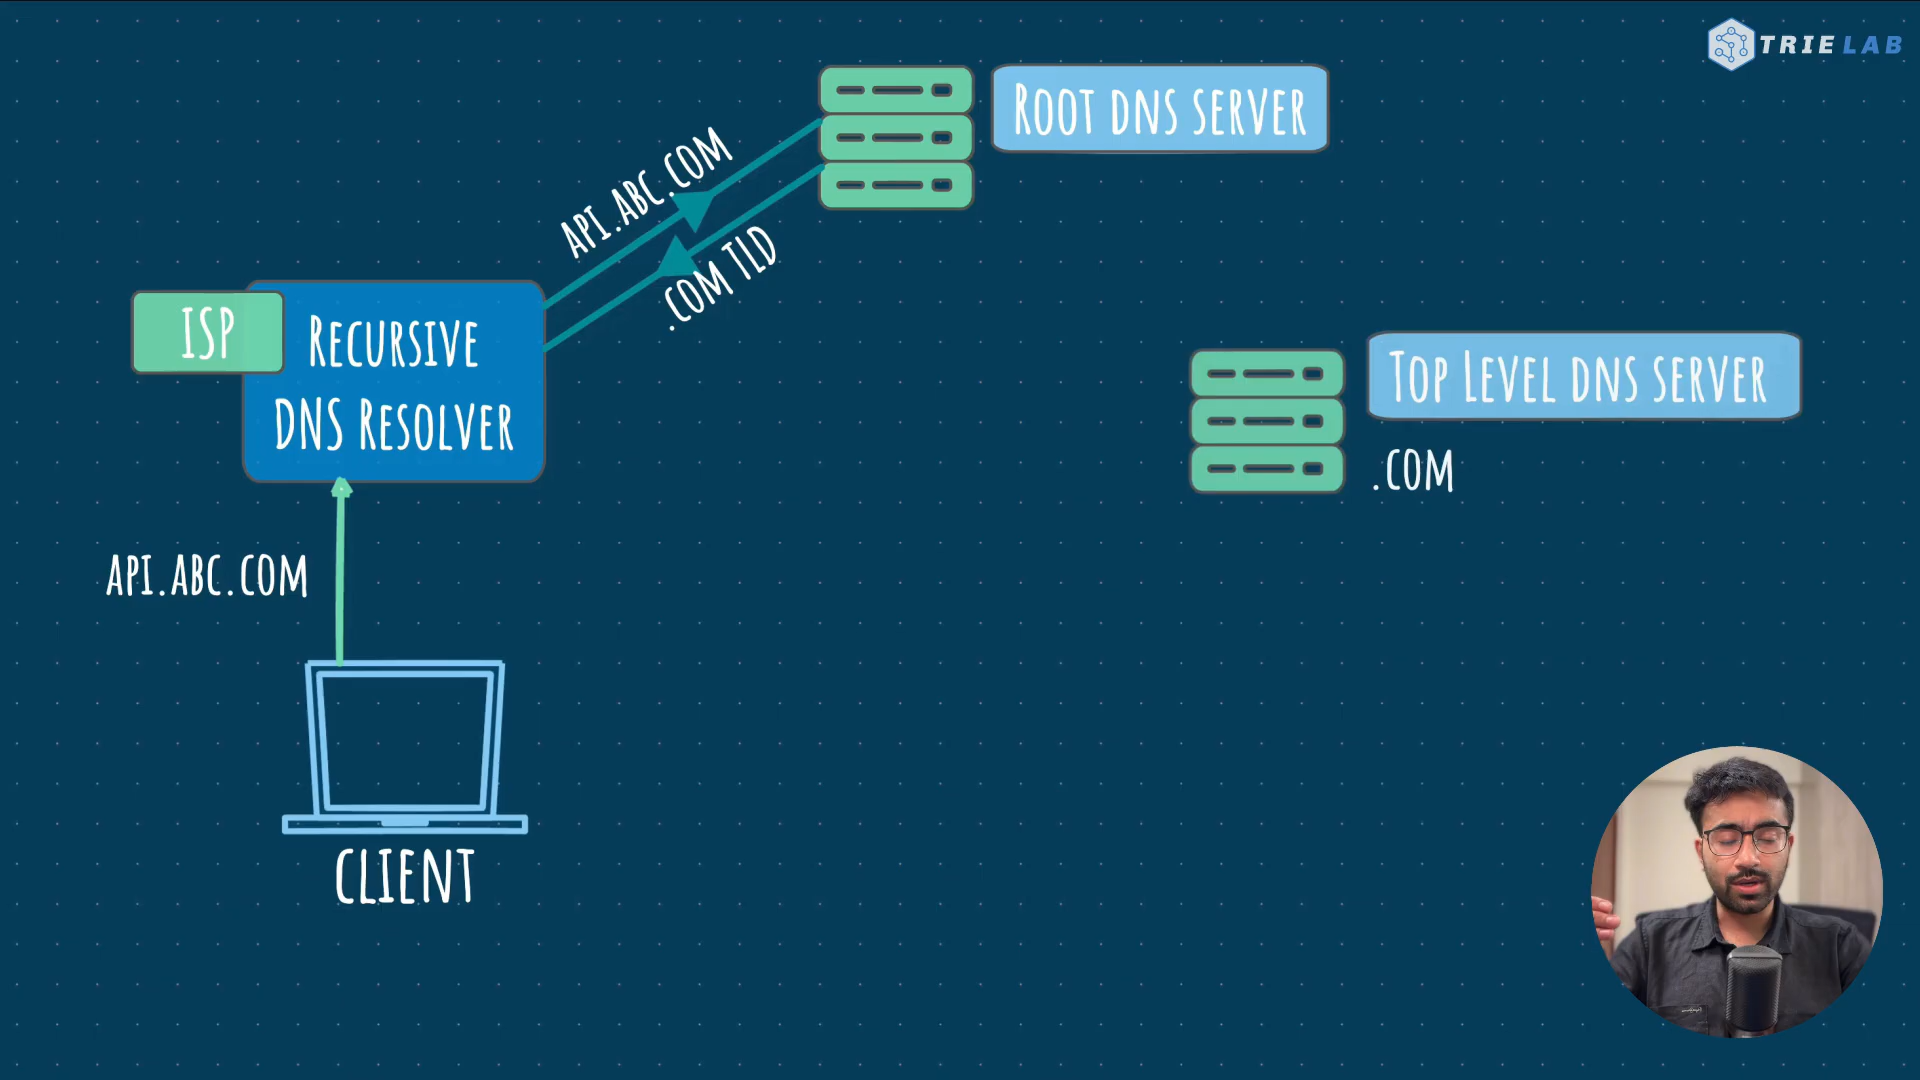 TRIE LAB
ROOT DNS SERVER
API.ABC.COM
.COM TLD
ISP
RECURSIVE
DNS RESOLVER
TOP LEVEL DNS SERVER
.COM
API.ABC.COM
CLIENT